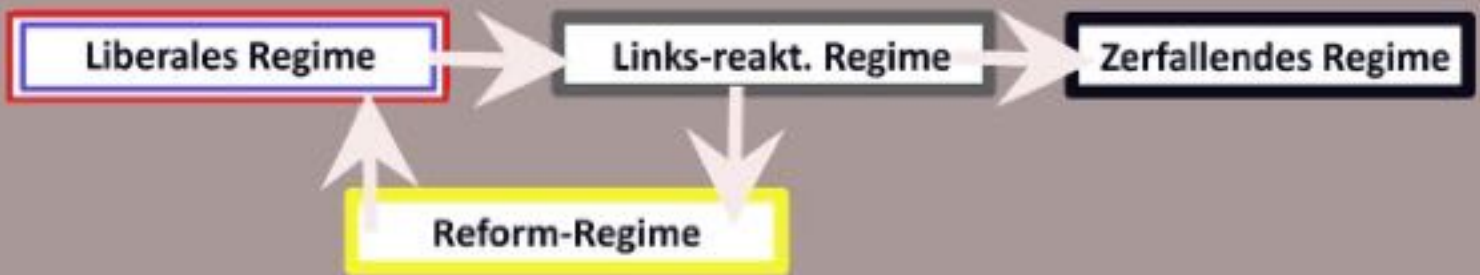 Liberales Regime
Links-reakt. Regime
Zerfallendes Regime
Reform-Regime